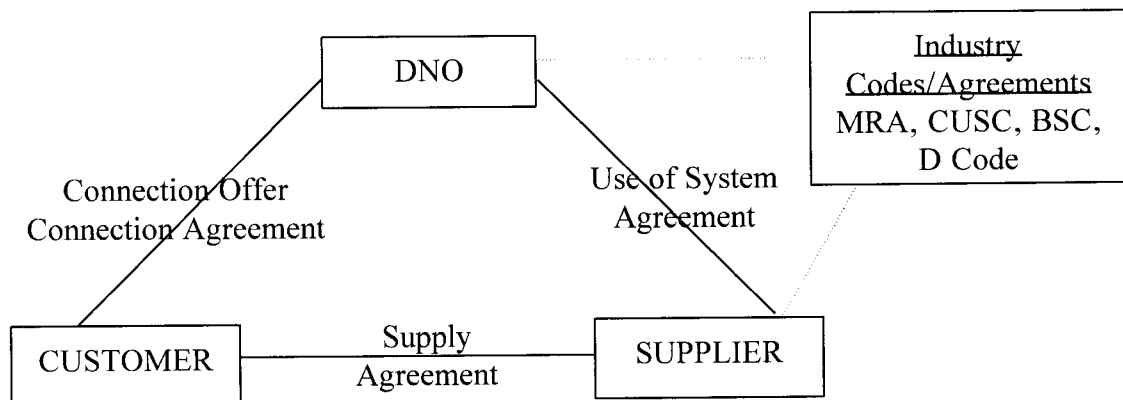 DNO
Industry
Codes/Agreements
MRA, CUSC, BSC,
D Code
Connection Offer
Connection Agreement
Use of System
Agreement
CUSTOMER
Supply
Agreement
SUPPLIER